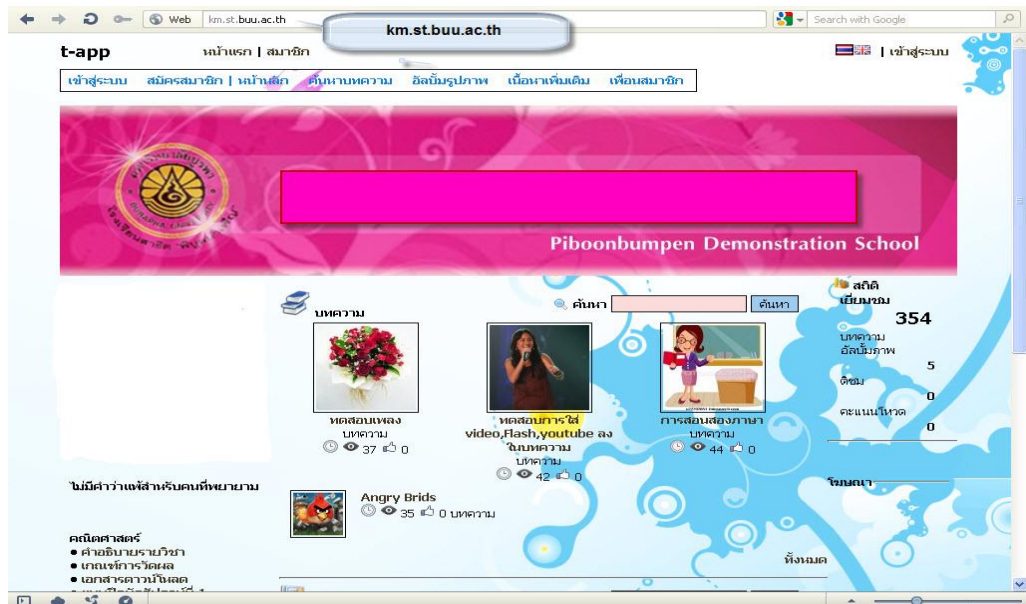 Web km.st.buu.ac.th
Search with Google
km.st.buu.ac.th
t-app หน้าแรก | สมาชิก
| เข้าสู่ระบบ
เข้าสู่ระบบ สมัครสมาชิก | หน้าหลัก ค้นหาบทความ อัลบั้มรูปภาพ เนื้อหาเพิ่มเติม เพื่อนสมาชิก
Piboonbumpen Demonstration School
บทความ
ค้นหา ค้นหา
ทดสอบเพลง
บทความ
37 0
ทดสอบการใส่
video,Flash,youtube ลง
ในบทความ
บทความ
42 0
การสอนสองภาษา
บทความ
44 0
Angry Brids
35 0 บทความ
ทั้งหมด
สถิติ
เยี่ยมชม
354
บทความ
อัลบั้มภาพ
5
ติชม
0
คะแนนโหวต
0
โฆษณา
ไม่มีคำว่าแพ้สำหรับคนที่พยายาม
คณิตศาสตร์
• คำอธิบายรายวิชา
• เกณฑ์การวัดผล
• เอกสารดาวน์โหลด